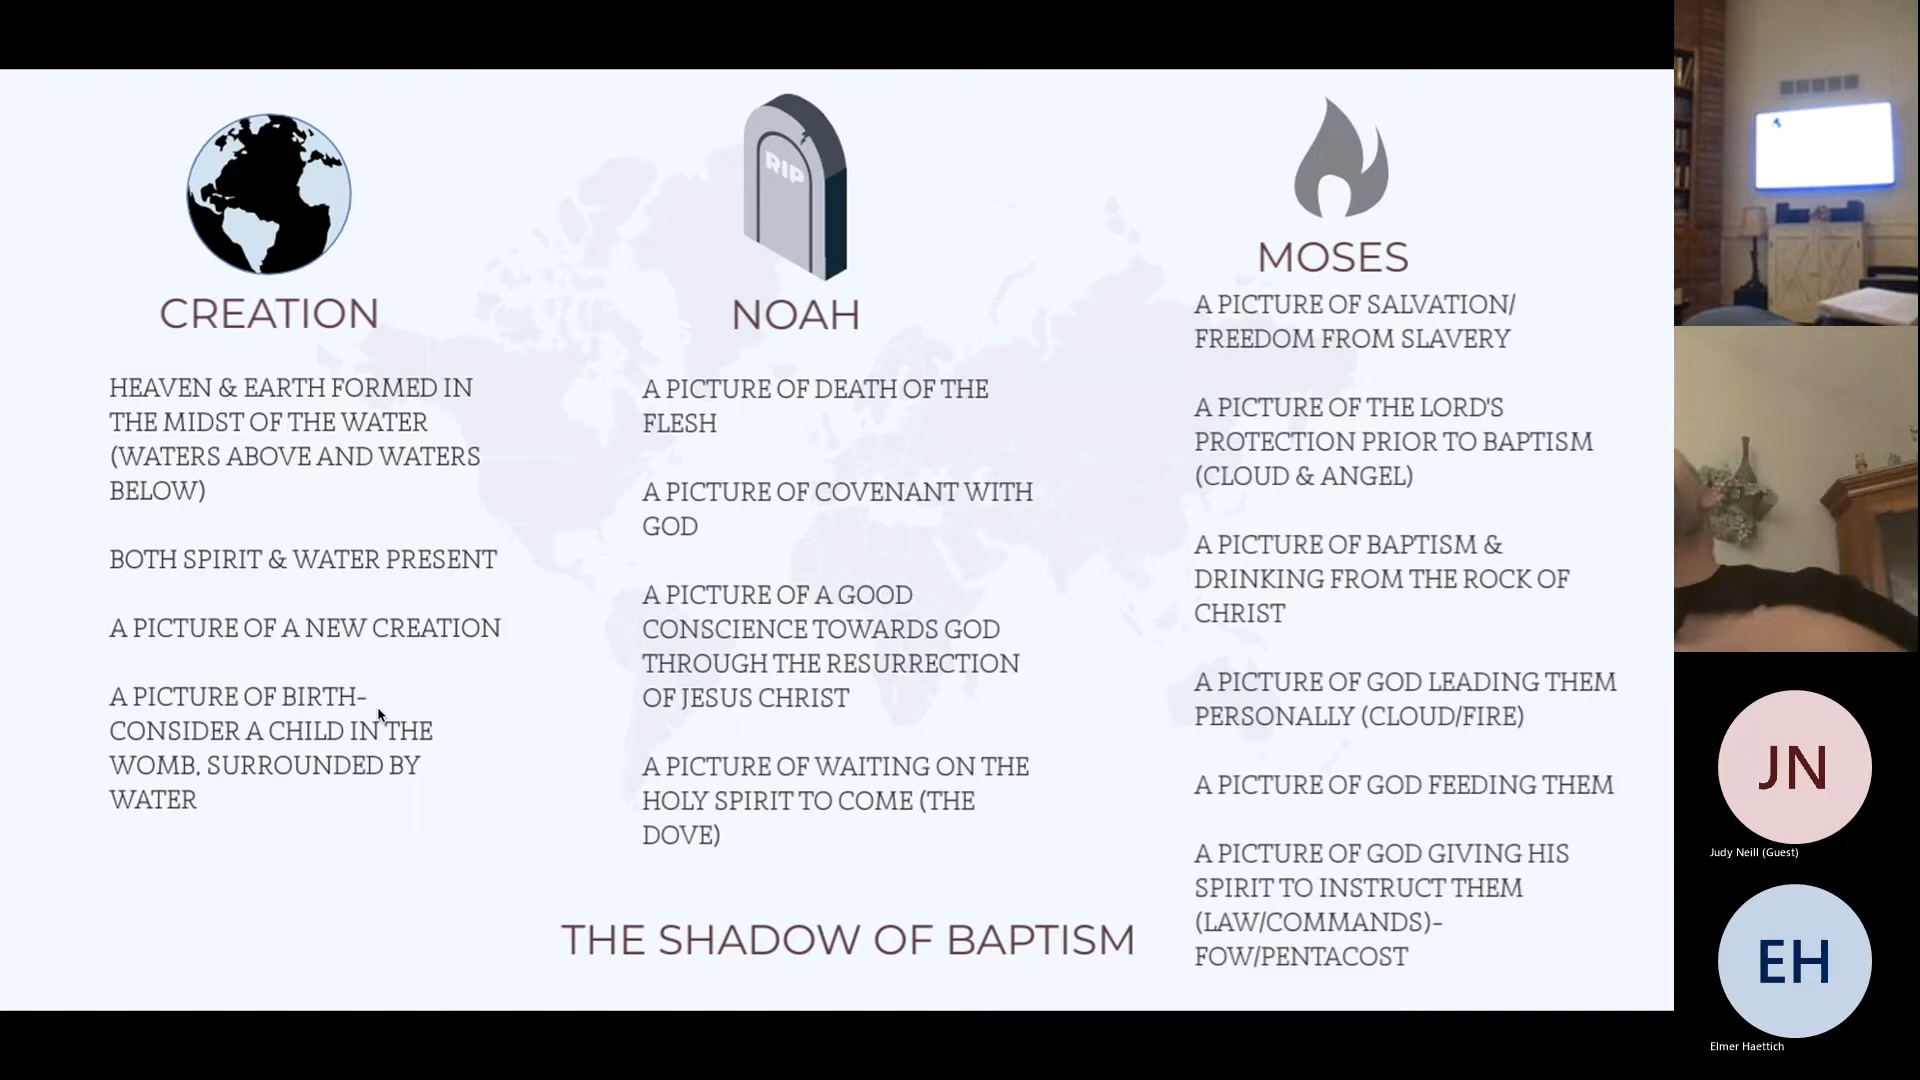 CREATION
HEAVEN & EARTH FORMED IN
THE MIDST OF THE WATER
(WATERS ABOVE AND WATERS
BELOW)
BOTH SPIRIT & WATER PRESENT
A PICTURE OF A NEW CREATION
A PICTURE OF BIRTH-
CONSIDER A CHILD IN THE
WOMB, SURROUNDED BY
WATER
RIP
NOAH
A PICTURE OF DEATH OF THE
FLESH
A PICTURE OF COVENANT WITH
GOD
A PICTURE OF A GOOD
CONSCIENCE TOWARDS GOD
THROUGH THE RESURRECTION
OF JESUS CHRIST
A PICTURE OF WAITING ON THE
HOLY SPIRIT TO COME (THE
DOVE)
MOSES
A PICTURE OF SALVATION/
FREEDOM FROM SLAVERY
A PICTURE OF THE LORD'S
PROTECTION PRIOR TO BAPTISM
(CLOUD & ANGEL)
A PICTURE OF BAPTISM &
DRINKING FROM THE ROCK OF
CHRIST
A PICTURE OF GOD LEADING THEM
PERSONALLY (CLOUD/FIRE)
A PICTURE OF GOD FEEDING THEM
A PICTURE OF GOD GIVING HIS
SPIRIT TO INSTRUCT THEM
(LAW/COMMANDS)-
FOW/PENTACOST
THE SHADOW OF BAPTISM
JN
Judy Neill (Guest)
EH
Elmer Haettich